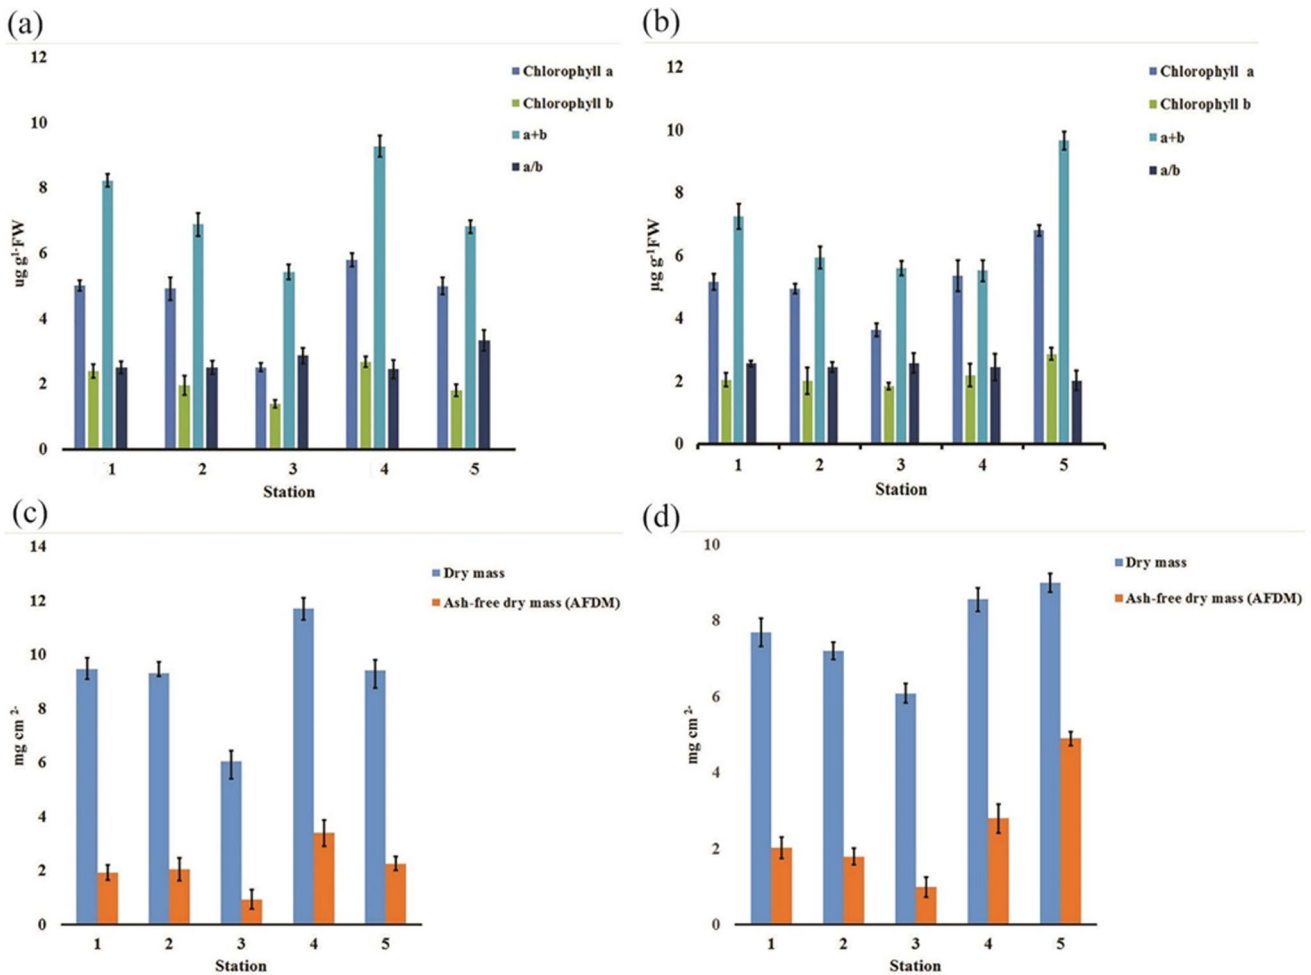 (a)
12
10
8
6
4
2
0
ug g¹⁻FW
1 2 3 4 5
Station
Chlorophyll a
Chlorophyll b
a+b
a/b
(b)
12
10
8
6
4
2
0
µg g⁻¹FW
1 2 3 4 5
Station
Chlorophyll a
Chlorophyll b
a+b
a/b
(c)
14
12
10
8
6
4
2
0
mg cm ²⁻
1 2 3 4 5
Station
Dry mass
Ash-free dry mass (AFDM)
(d)
10
8
6
4
2
0
mg cm ²⁻
1 2 3 4 5
Station
Dry mass
Ash-free dry mass (AFDM)